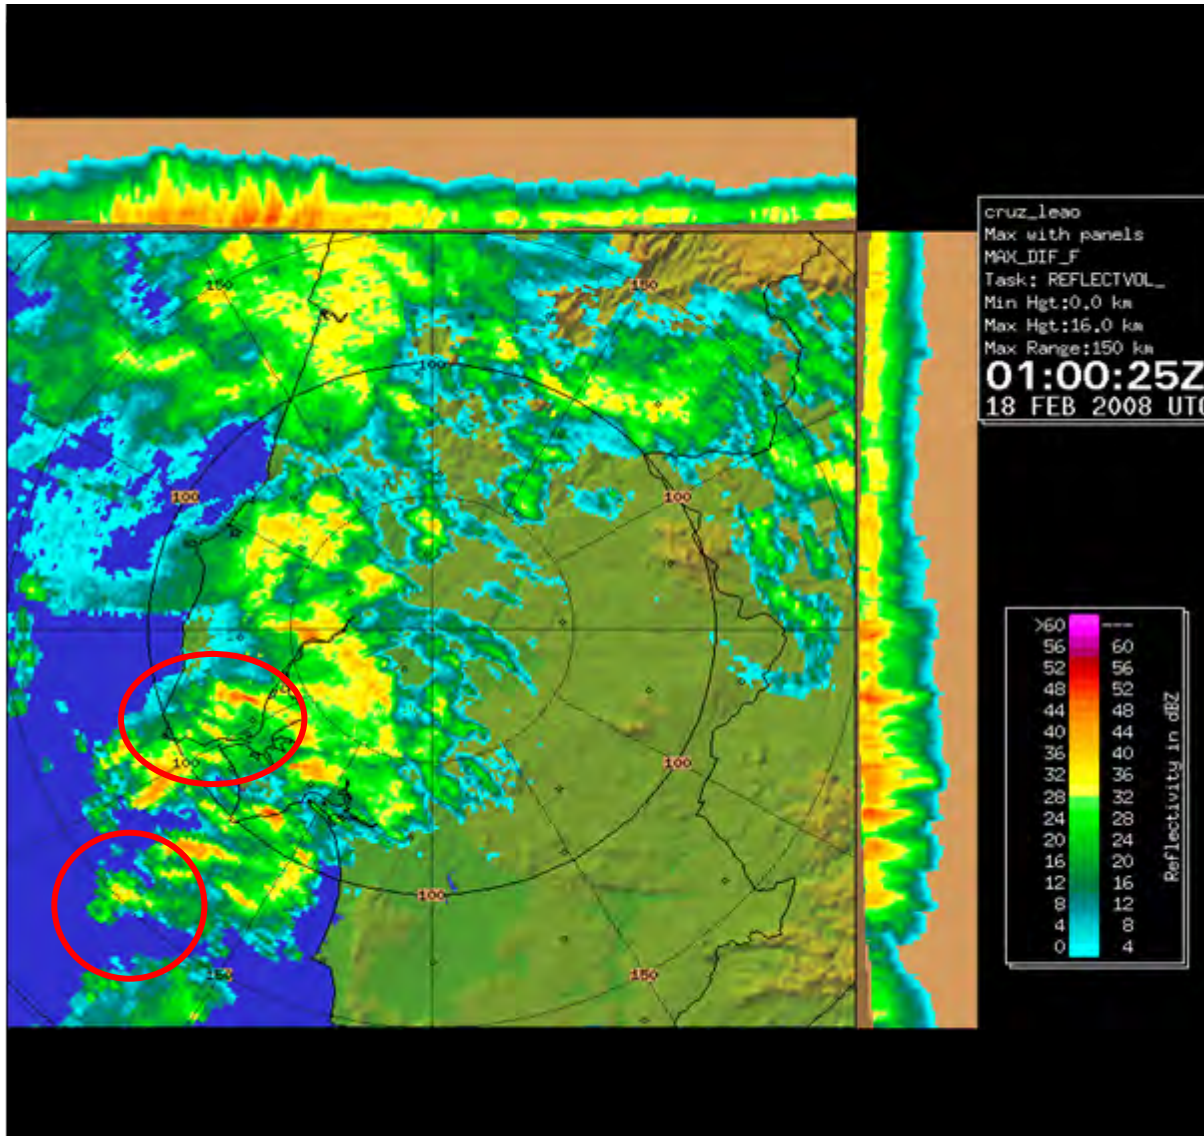 cruz_leao
Max with panels
MAX_DIF_F
Task: REFLECTVOL_
Min Hgt:0.0 km
Max Hgt:16.0 km
Max Range:150 km
01:00:25Z
18 FEB 2008 UTC
150 150
100
100 100
100 100
100
150 150
>60 ---
56 60
52 56
48 52
44 48
40 44
36 40
32 36
28 32
24 28
20 24
16 20
12 16
8 12
4 8
0 4
Reflectivity in dBZ